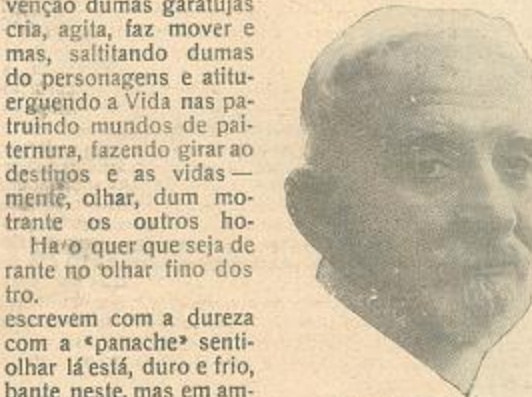 venção dumas garatujas
cria, agita, faz mover e
mas, saltitando dumas
do personagens e atitu-
erguendo a Vida nas pa-
truindo mundos de pai-
ternura, fazendo girar ao
destinos e as vidas —
mente, olhar, dum mo-
trante os outros ho-
Ha o quer que seja de
rante no olhar fino dos
tro.
escrevem com a dureza
com a «panache» senti-
olhar lá está, duro e frio,
bante neste, mas em am-